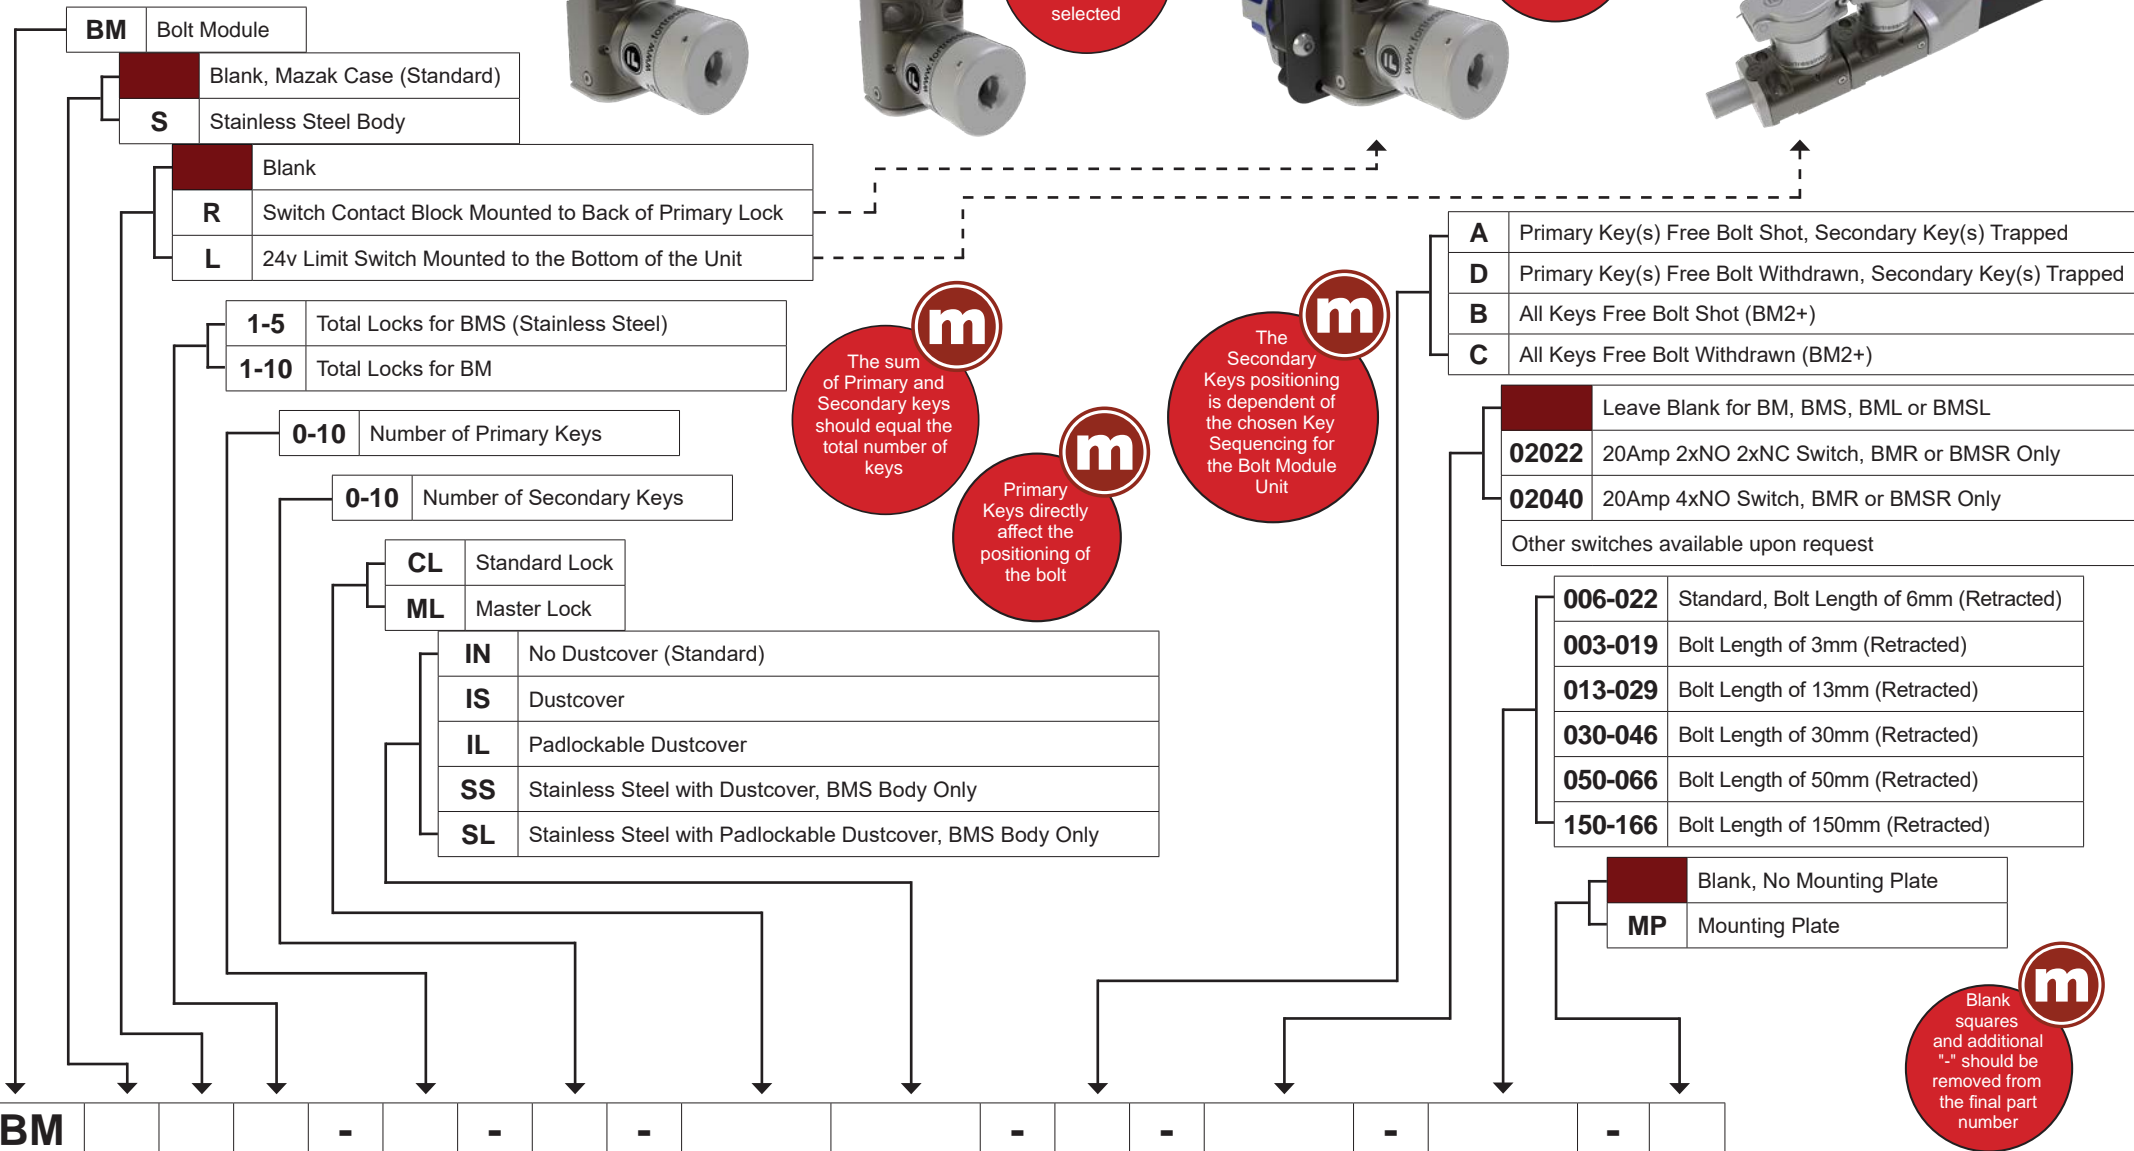 selected
BM Bolt Module
Blank, Mazak Case (Standard)
S Stainless Steel Body
Blank
R Switch Contact Block Mounted to Back of Primary Lock
L 24v Limit Switch Mounted to the Bottom of the Unit
1-5 Total Locks for BMS (Stainless Steel)
1-10 Total Locks for BM
0-10 Number of Primary Keys
0-10 Number of Secondary Keys
CL Standard Lock
ML Master Lock
IN No Dustcover (Standard)
IS Dustcover
IL Padlockable Dustcover
SS Stainless Steel with Dustcover, BMS Body Only
SL Stainless Steel with Padlockable Dustcover, BMS Body Only
m
The sum
of Primary and
Secondary keys
should equal the
total number of
keys
m
Primary
Keys directly
affect the
positioning of
the bolt
m
The
Secondary
Keys positioning
is dependent of
the chosen Key
Sequencing for
the Bolt Module
Unit
A Primary Key(s) Free Bolt Shot, Secondary Key(s) Trapped
D Primary Key(s) Free Bolt Withdrawn, Secondary Key(s) Trapped
B All Keys Free Bolt Shot (BM2+)
C All Keys Free Bolt Withdrawn (BM2+)
Leave Blank for BM, BMS, BML or BMSL
02022 20Amp 2xNO 2xNC Switch, BMR or BMSR Only
02040 20Amp 4xNO Switch, BMR or BMSR Only
Other switches available upon request
006-022 Standard, Bolt Length of 6mm (Retracted)
003-019 Bolt Length of 3mm (Retracted)
013-029 Bolt Length of 13mm (Retracted)
030-046 Bolt Length of 30mm (Retracted)
050-066 Bolt Length of 50mm (Retracted)
150-166 Bolt Length of 150mm (Retracted)
Blank, No Mounting Plate
MP Mounting Plate
m
Blank
squares
and additional
"-" should be
removed from
the final part
number
BM - - - - - - -